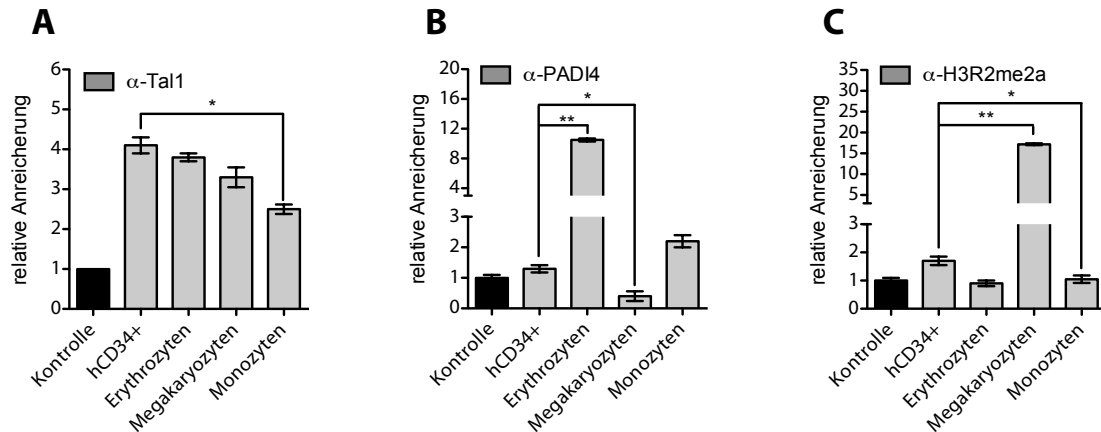 A
relative Anreicherung
6
5
4
3
2
1
0
α-Tal1
*
Kontrolle
hCD34+
Erythrozyten
Megakaryozyten
Monozyten
B
relative Anreicherung
20
16
12
8
4
3
2
1
0
α-PADI4
*
**
Kontrolle
hCD34+
Erythrozyten
Megakaryozyten
Monozyten
C
relative Anreicherung
35
30
25
20
15
10
5
3
2
1
0
α-H3R2me2a
*
**
Kontrolle
hCD34+
Erythrozyten
Megakaryozyten
Monozyten